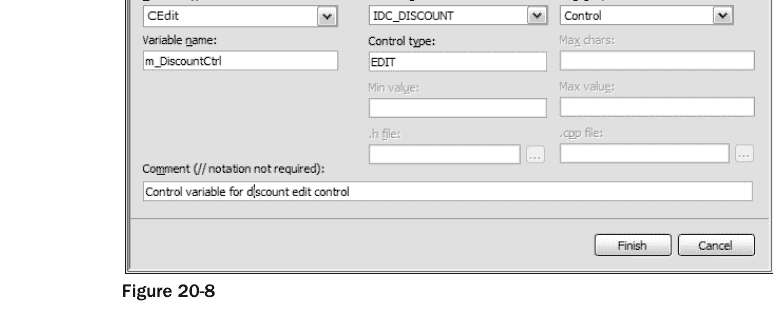 CEdit IDC_DISCOUNT Control
Variable name: Control type: Max chars:
m_DiscountCtrl EDIT
Min value: Max value:
.h file: .cpp file:
... ...
Comment (// notation not required):
Control variable for discount edit control
Finish Cancel
Figure 20-8